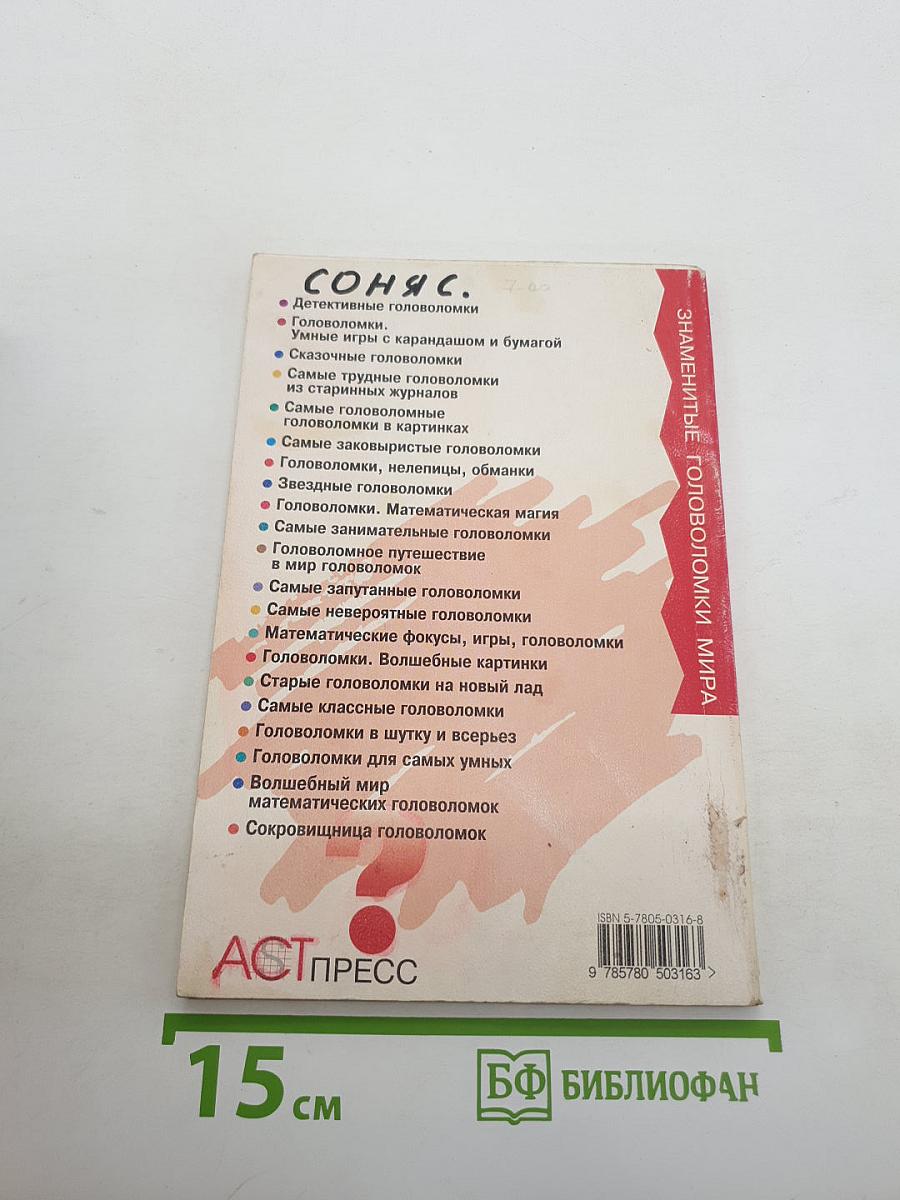 СОНЯ С.
Детективные головоломки
Головоломки.
Умные игры с карандашом и бумагой
Сказочные головоломки
Самые трудные головоломки
из старинных журналов
Самые головоломные
головоломки в картинках
Самые заковыристые головоломки
Головоломки, нелепицы, обманки
Звездные головоломки
Головоломки. Математическая магия
Самые занимательные головоломки
Головоломное путешествие
в мир головоломок
Самые запутанные головоломки
Самые невероятные головоломки
Математические фокусы, игры, головоломки
Головоломки. Волшебные картинки
Старые головоломки на новый лад
Самые классные головоломки
Головоломки в шутку и всерьез
Головоломки для самых умных
Волшебный мир
математических головоломок
Сокровищница головоломок
ЗНАМЕНИТЫЕ ГОЛОВОЛОМКИ МИРА
АСТ ПРЕСС
ISBN 5-7805-0316-8
9 785780 503163 >
15 см
БФ БИБЛИОФАН